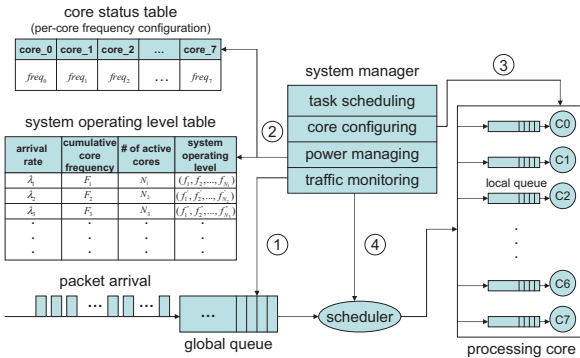 core status table
(per-core frequency configuration)
core_0 core_1 core_2 ... core_7
freq₀ freq₁ freq₂ ... freq₇
system manager
task scheduling
core configuring
power managing
traffic monitoring
①
②
③
④
system operating level table
arrival rate | cumulative core frequency | # of active cores | system operating level
λ₁ F₁ N₁ (f₁, f₂,..., f_N₁)
λ₂ F₂ N₂ (f₁', f₂',..., f'_N₂)
λ₃ F₃ N₃ (f₁'', f₂'',..., f''_N₃)
. . . .
. . . .
. . . .
packet arrival
...
...
...
global queue
scheduler
C0
C1
local queue
C2
.
.
.
C6
C7
processing core